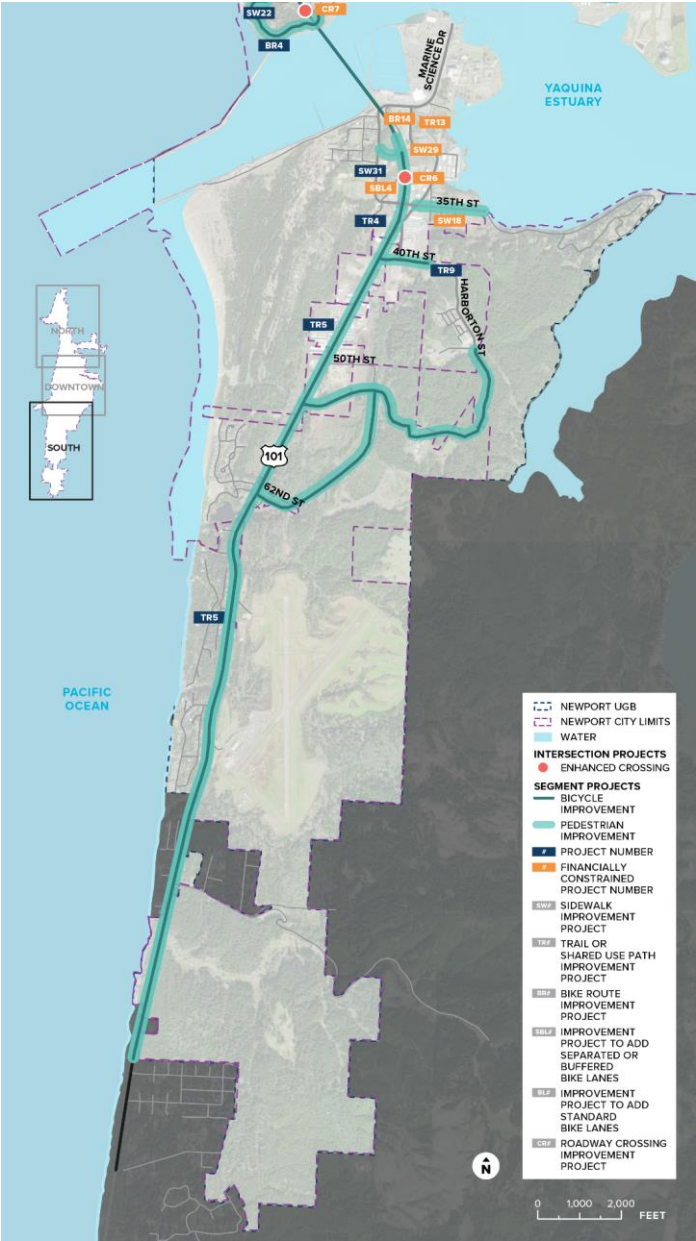 SW22
CR7
BR4
MARINE
SCIENCE DR
YAQUINA
ESTUARY
BR14
TR13
SW29
SW31
CR6
SBL4
35TH ST
TR4
SW18
40TH ST
TR9
HARBORTON ST
TR5
50TH ST
NORTH
DOWNTOWN
SOUTH
101
62ND ST
TR5
PACIFIC
OCEAN
NEWPORT UGB
NEWPORT CITY LIMITS
WATER
INTERSECTION PROJECTS
ENHANCED CROSSING
SEGMENT PROJECTS
BICYCLE
IMPROVEMENT
PEDESTRIAN
IMPROVEMENT
# PROJECT NUMBER
# FINANCIALLY
CONSTRAINED
PROJECT NUMBER
SW# SIDEWALK
IMPROVEMENT
PROJECT
TR# TRAIL OR
SHARED USE PATH
IMPROVEMENT
PROJECT
BR# BIKE ROUTE
IMPROVEMENT
PROJECT
SBL# IMPROVEMENT
PROJECT TO ADD
SEPARATED OR
BUFFERED
BIKE LANES
BL# IMPROVEMENT
PROJECT TO ADD
STANDARD
BIKE LANES
CR# ROADWAY CROSSING
IMPROVEMENT
PROJECT
N
0 1,000 2,000
FEET